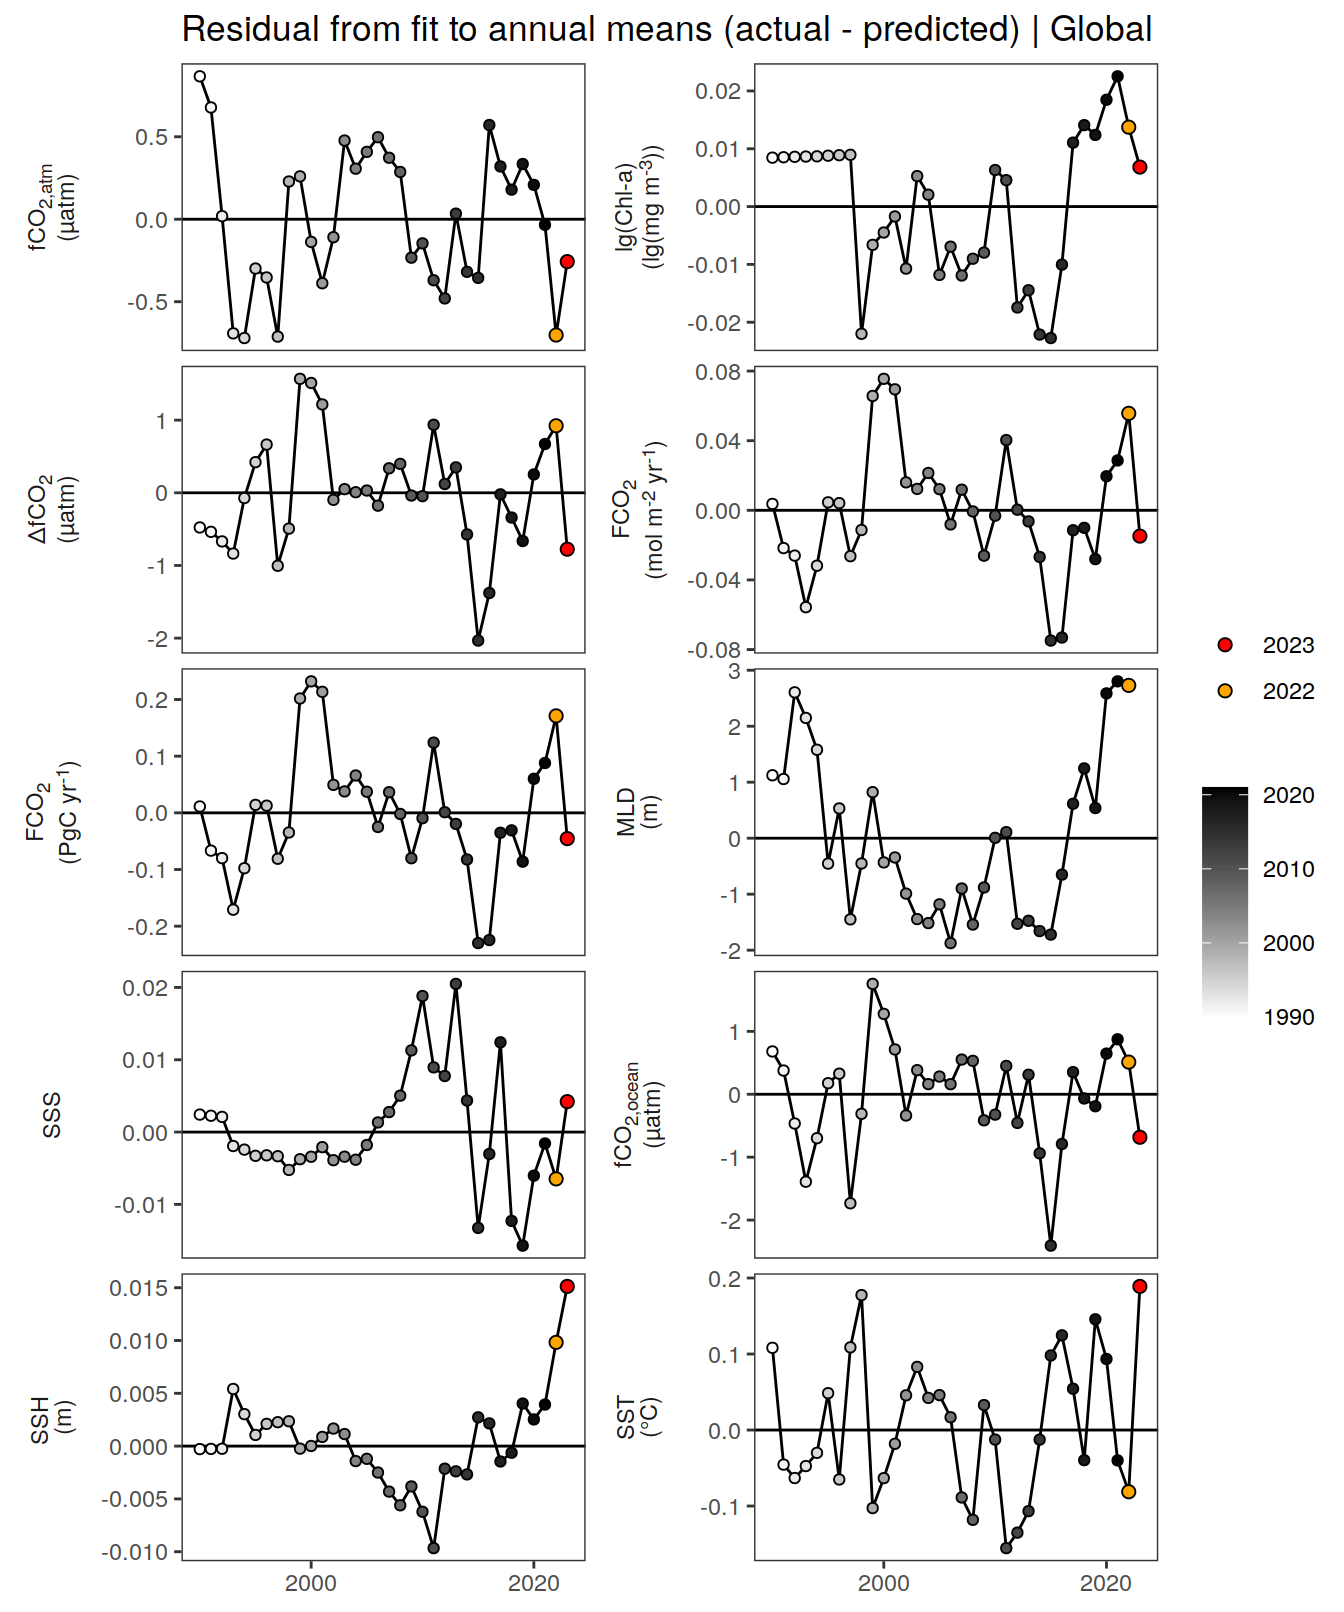 Residual from fit to annual means (actual - predicted) | Global
fCO2,atm
(µatm)
0.5
0.0
-0.5
lg(Chl-a)
(lg(mg m-3))
0.02
0.01
0.00
-0.01
-0.02
ΔfCO2
(µatm)
1
0
-1
-2
FCO2
(mol m-2 yr-1)
0.08
0.04
0.00
-0.04
-0.08
FCO2
(PgC yr-1)
0.2
0.1
0.0
-0.1
-0.2
MLD
(m)
3
2
1
0
-1
-2
SSS
0.02
0.01
0.00
-0.01
fCO2,ocean
(µatm)
1
0
-1
-2
SSH
(m)
0.015
0.010
0.005
0.000
-0.005
-0.010
2000
2020
SST
(°C)
0.2
0.1
0.0
-0.1
2000
2020
2023
2022
2020
2010
2000
1990